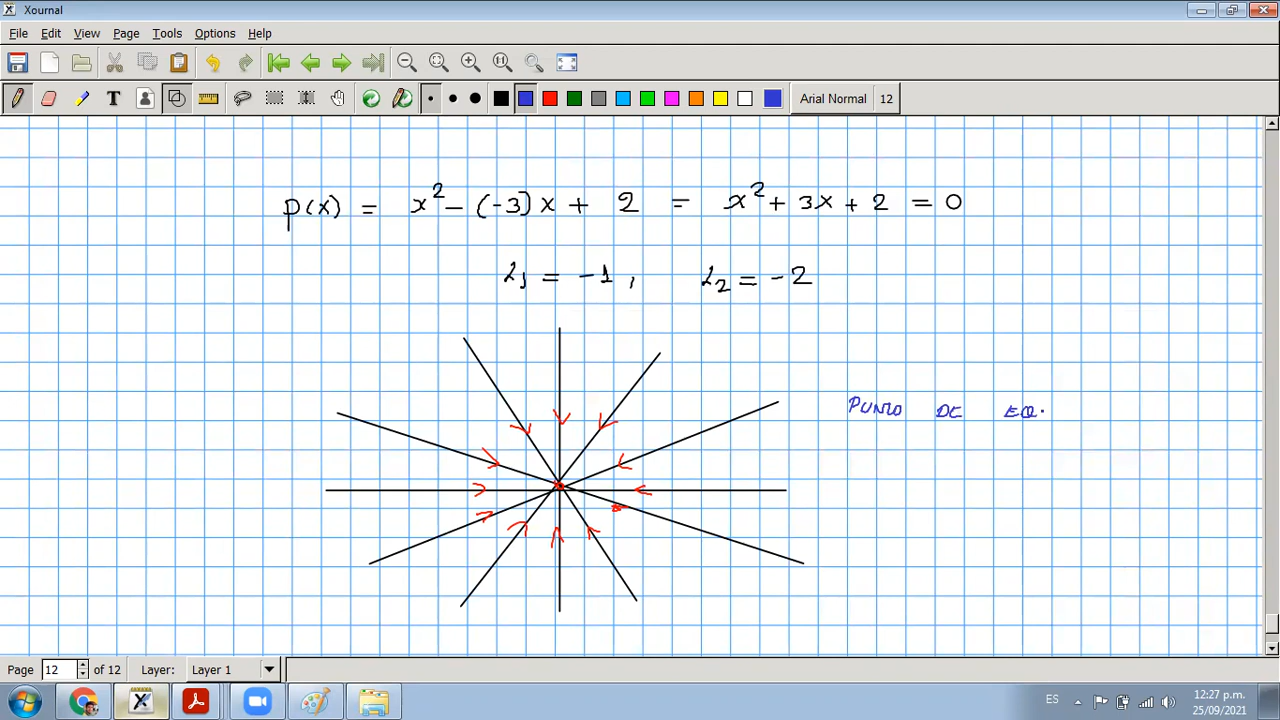 Xournal
File Edit View Page Tools Options Help
Arial Normal 12
p(x) = x² - (-3)x + 2 = x² + 3x + 2 = 0
λ₁ = -1, λ₂ = -2
PUNTO DE EQ.
Page 12 of 12 Layer: Layer 1
ES 12:27 p.m.
25/09/2021